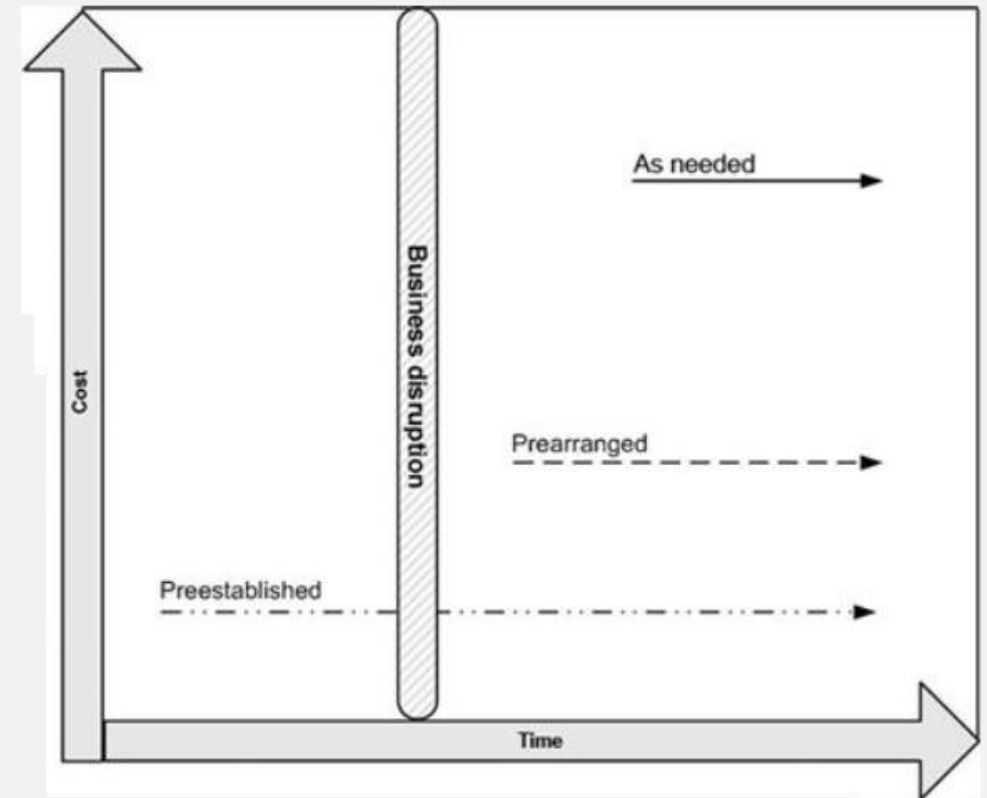 As needed
Business disruption
Cost
Prearranged
Preestablished
Time